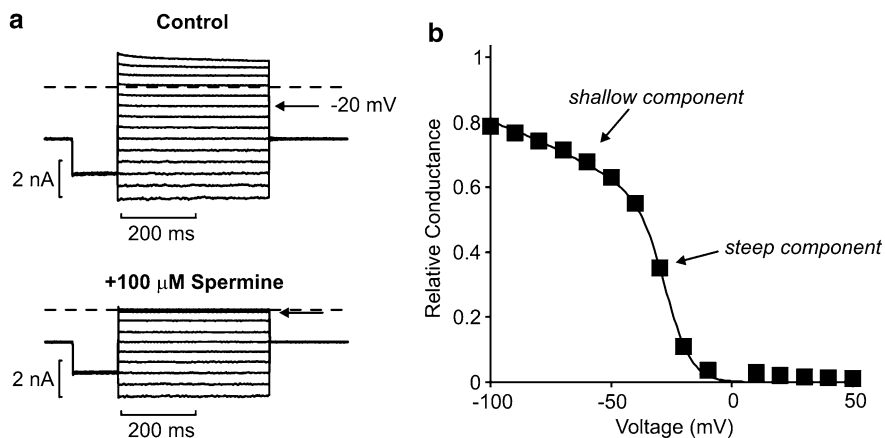 a
Control
-20 mV
2 nA
200 ms
+100 μM Spermine
2 nA
200 ms
b
1
0.8
0.6
0.4
0.2
0
-100
-50
0
50
Relative Conductance
Voltage (mV)
shallow component
steep component